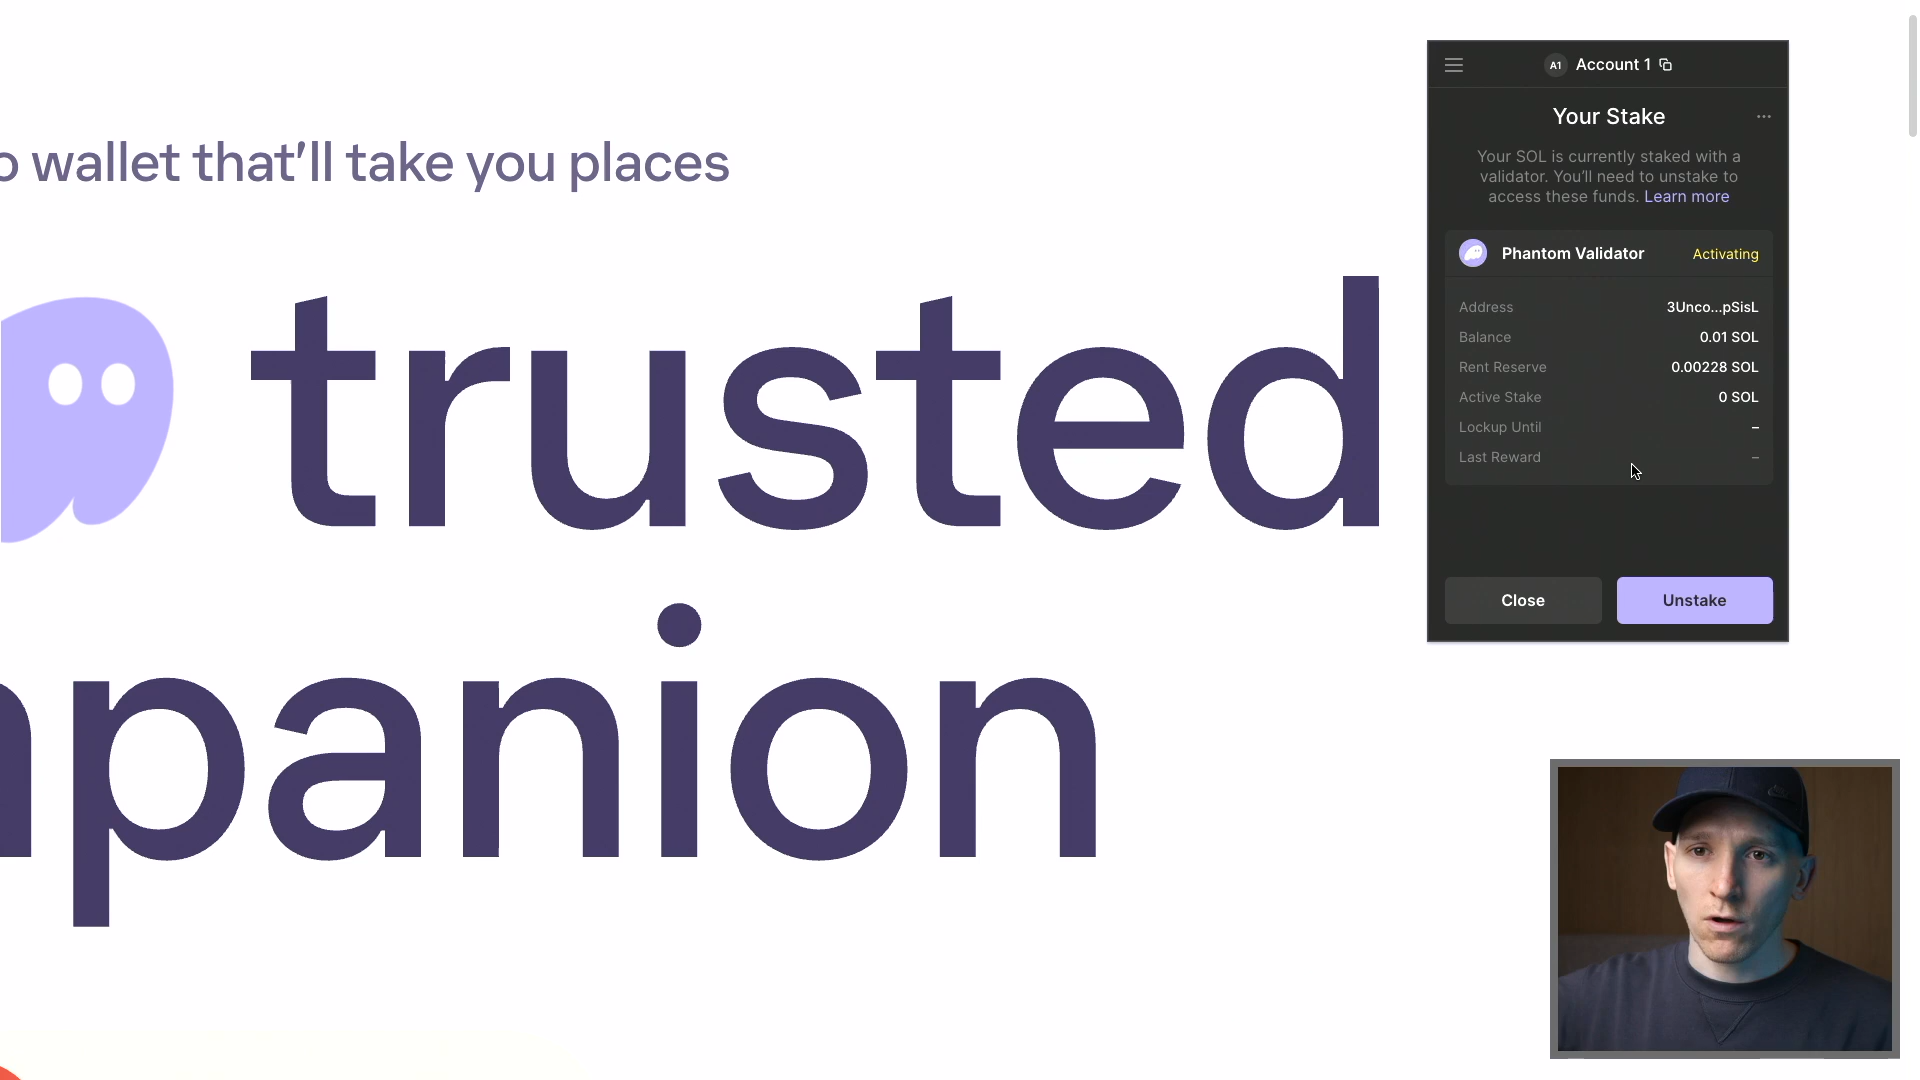 o wallet that'll take you places
trusted
panion
A1 Account 1
Your Stake
Your SOL is currently staked with a
validator. You'll need to unstake to
access these funds. Learn more
Phantom Validator Activating
Address 3Unco...pSisL
Balance 0.01 SOL
Rent Reserve 0.00228 SOL
Active Stake 0 SOL
Lockup Until –
Last Reward –
Close Unstake